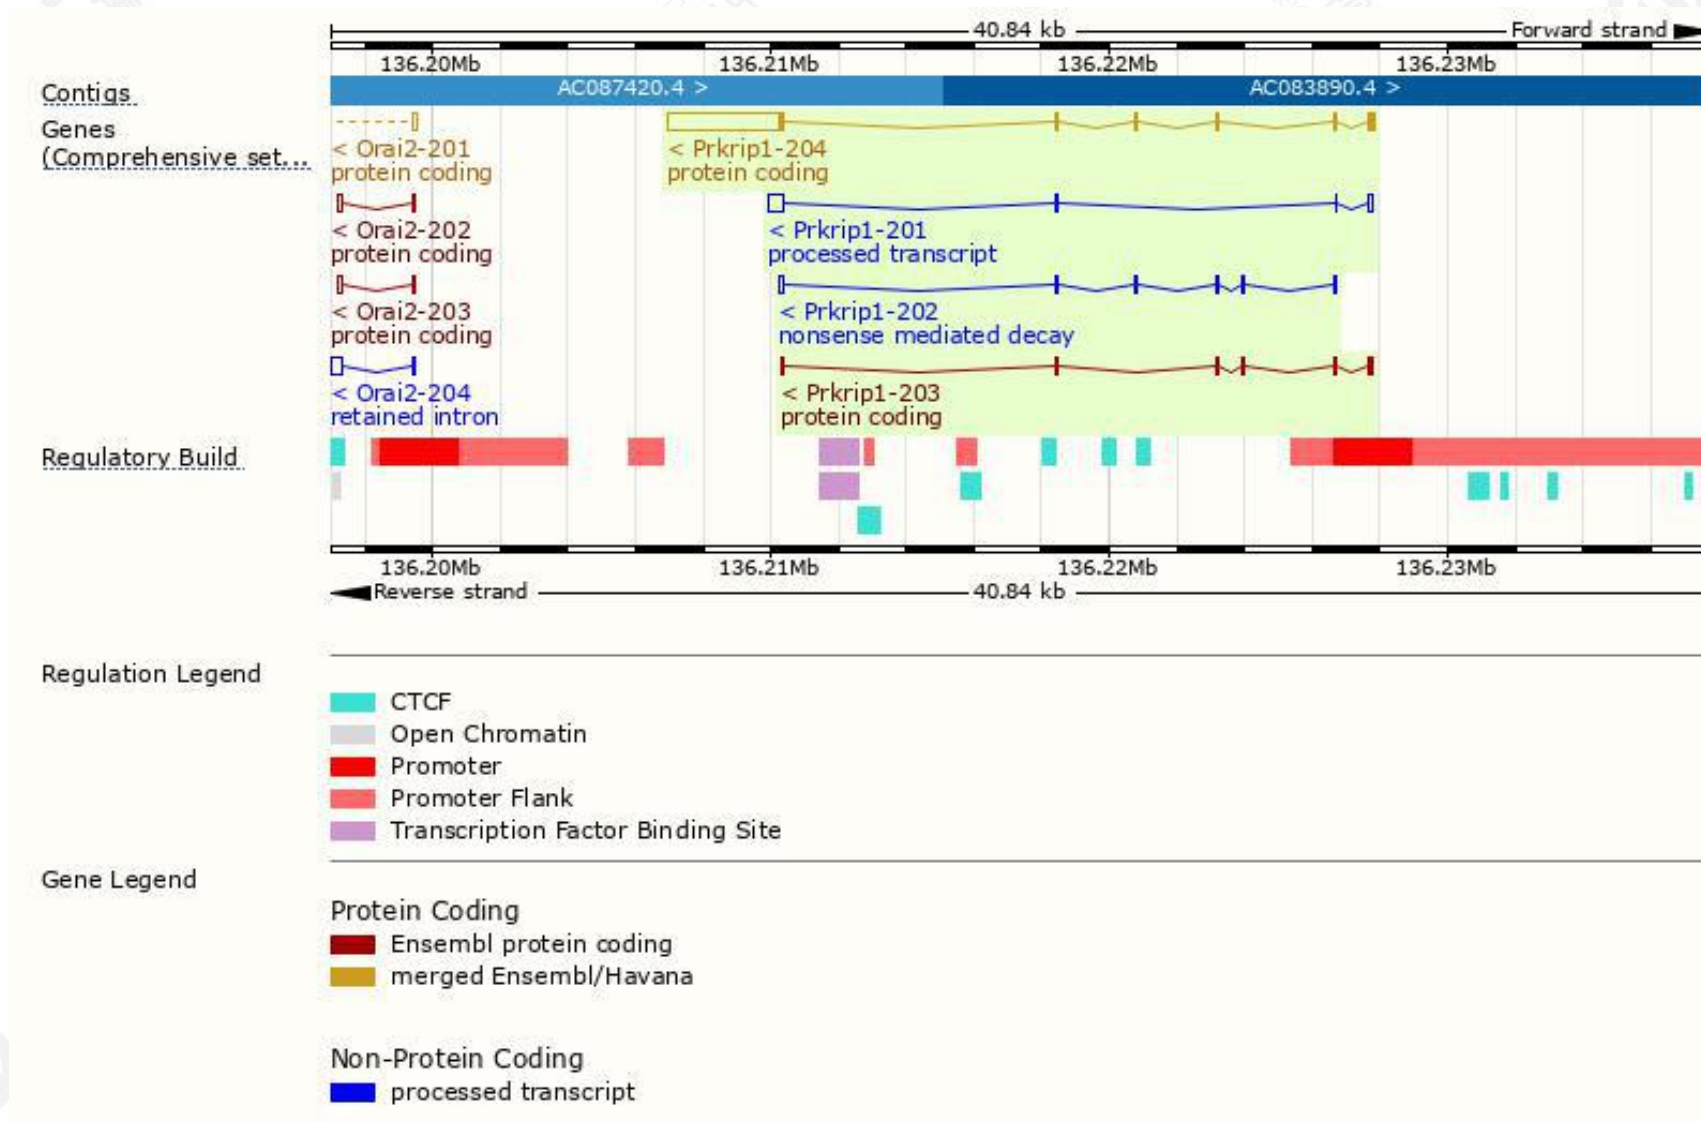 40.84 kb
Forward strand
136.20Mb 136.21Mb 136.22Mb 136.23Mb
Contigs
AC087420.4 > AC083890.4 >
Genes
(Comprehensive set...
< Orai2-201 < Prkrip1-204
protein coding protein coding
< Orai2-202 < Prkrip1-201
protein coding processed transcript
< Orai2-203 < Prkrip1-202
protein coding nonsense mediated decay
< Orai2-204 < Prkrip1-203
retained intron protein coding
Regulatory Build
136.20Mb 136.21Mb 136.22Mb 136.23Mb
Reverse strand 40.84 kb
Regulation Legend
CTCF
Open Chromatin
Promoter
Promoter Flank
Transcription Factor Binding Site
Gene Legend
Protein Coding
Ensembl protein coding
merged Ensembl/Havana
Non-Protein Coding
processed transcript